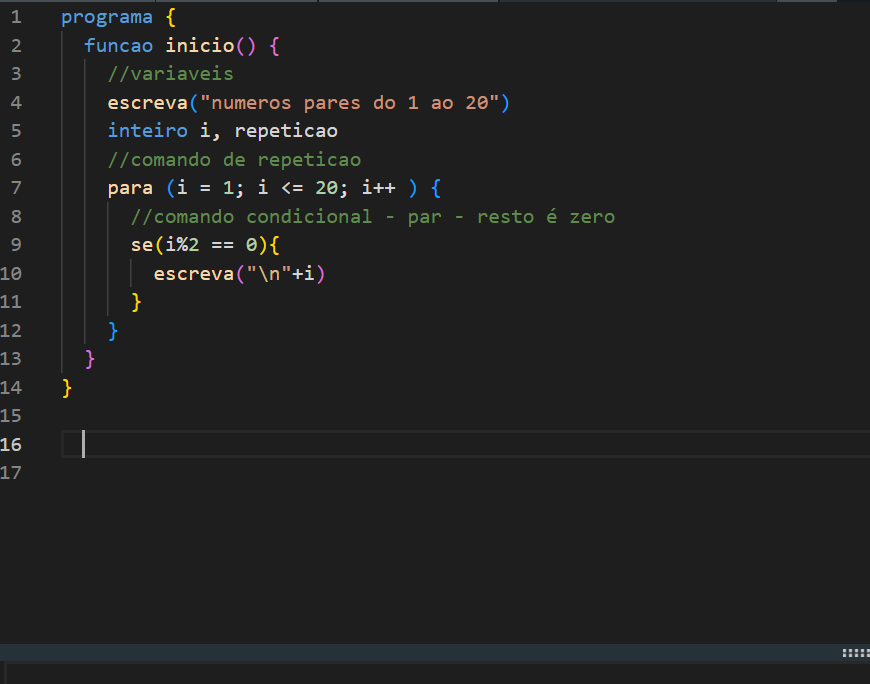 1 programa {
2 funcao inicio() {
3 //variaveis
4 escreva("numeros pares do 1 ao 20")
5 inteiro i, repeticao
6 //comando de repeticao
7 para (i = 1; i <= 20; i++ ) {
8 //comando condicional - par - resto é zero
9 se(i%2 == 0){
10 escreva("\n"+i)
11 }
12 }
13 }
14 }
15
16
17